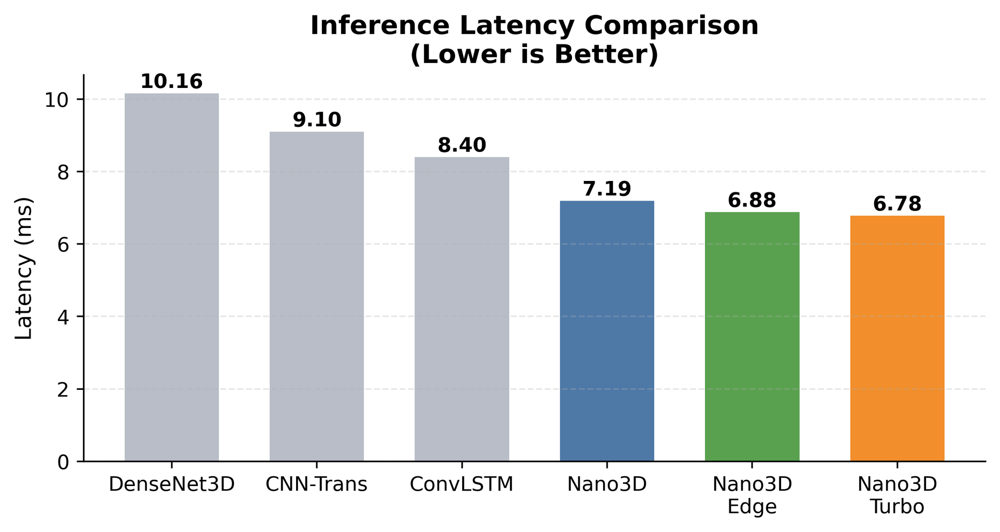 Inference Latency Comparison
(Lower is Better)
Latency (ms)
10
8
6
4
2
0
10.16
9.10
8.40
7.19
6.88
6.78
DenseNet3D
CNN-Trans
ConvLSTM
Nano3D
Nano3D
Edge
Nano3D
Turbo